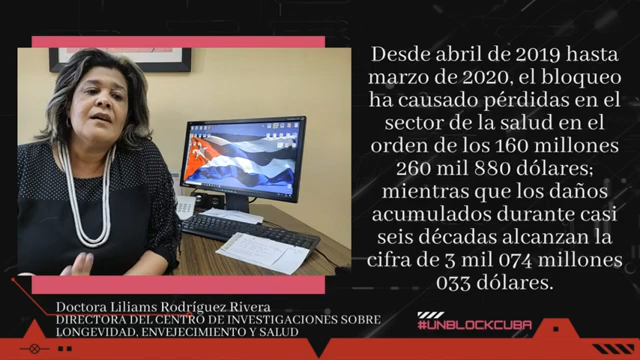 Desde abril de 2019 hasta
marzo de 2020, el bloqueo
ha causado pérdidas en el
sector de la salud en el
orden de los 160 millones
260 mil 880 dólares;
mientras que los daños
acumulados durante casi
seis décadas alcanzan la
cifra de 3 mil 074 millones
033 dólares.
Doctora Liliams Rodríguez Rivera
DIRECTORA DEL CENTRO DE INVESTIGACIONES SOBRE
LONGEVIDAD, ENVEJECIMIENTO Y SALUD
#UNBLOCKCUBA